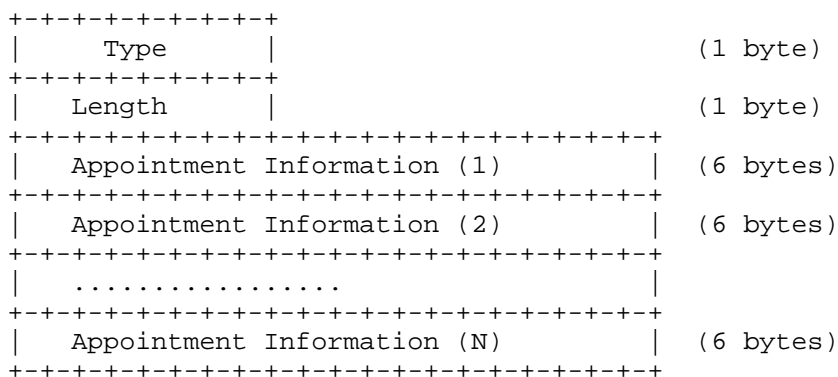 +-+-+-+-+-+-+-+-+
|     Type      |                         (1 byte)
+-+-+-+-+-+-+-+-+
|   Length      |                         (1 byte)
+-+-+-+-+-+-+-+-+-+-+-+-+-+-+-+-+-+-+-+-+
|   Appointment Information (1)         |  (6 bytes)
+-+-+-+-+-+-+-+-+-+-+-+-+-+-+-+-+-+-+-+-+
|   Appointment Information (2)         |  (6 bytes)
+-+-+-+-+-+-+-+-+-+-+-+-+-+-+-+-+-+-+-+-+
|   .................                   |
+-+-+-+-+-+-+-+-+-+-+-+-+-+-+-+-+-+-+-+-+
|   Appointment Information (N)         |  (6 bytes)
+-+-+-+-+-+-+-+-+-+-+-+-+-+-+-+-+-+-+-+-+